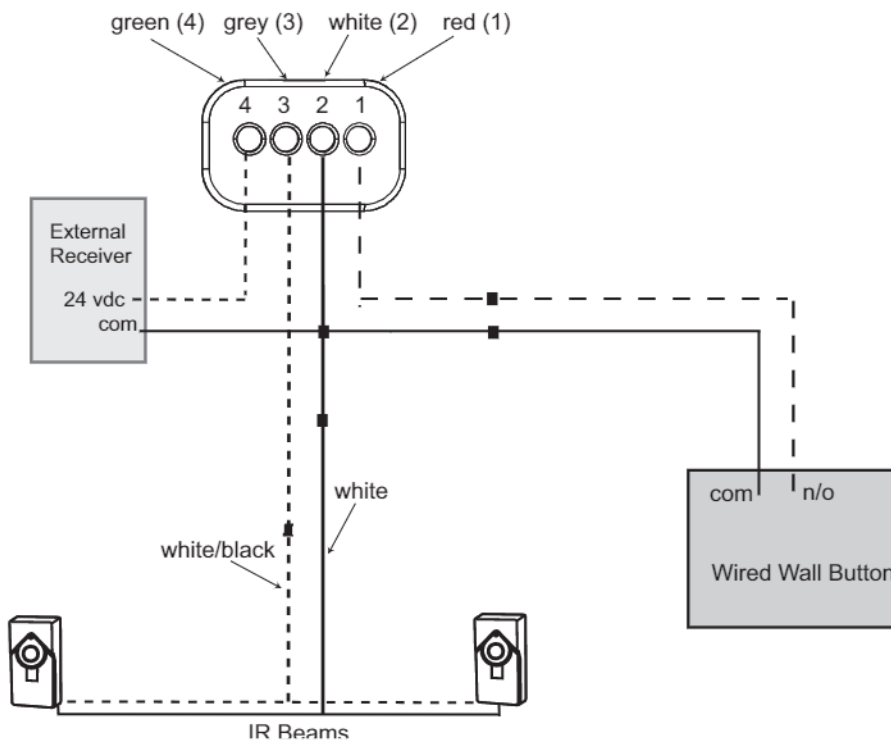 green (4) grey (3) white (2) red (1)
4 3 2 1
External
Receiver
24 vdc
com
com n/o
white
white/black
Wired Wall Button
IR Beams